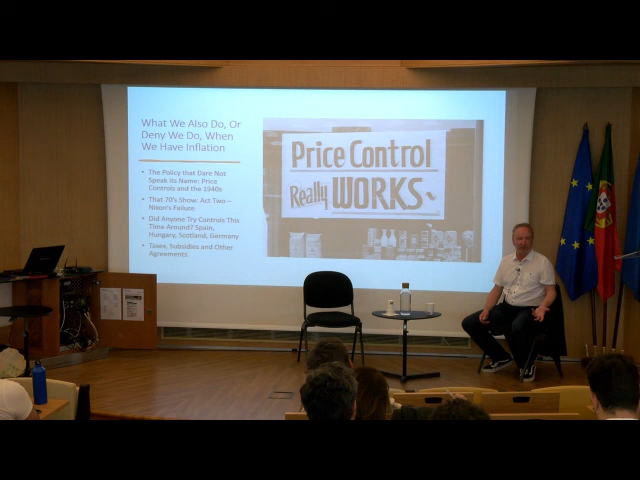 What We Also Do, Or
Deny We Do, When
We Have Inflation
• The Policy that Dare Not
Speak its Name: Price
Controls and the 1940s
• That 70's Show: Act Two –
Nixon's Failure
• Did Anyone Try Controls This
Time Around? Spain,
Hungary, Scotland, Germany
• Taxes, Subsidies and Other
Agreements
Price Control
Really WORKS